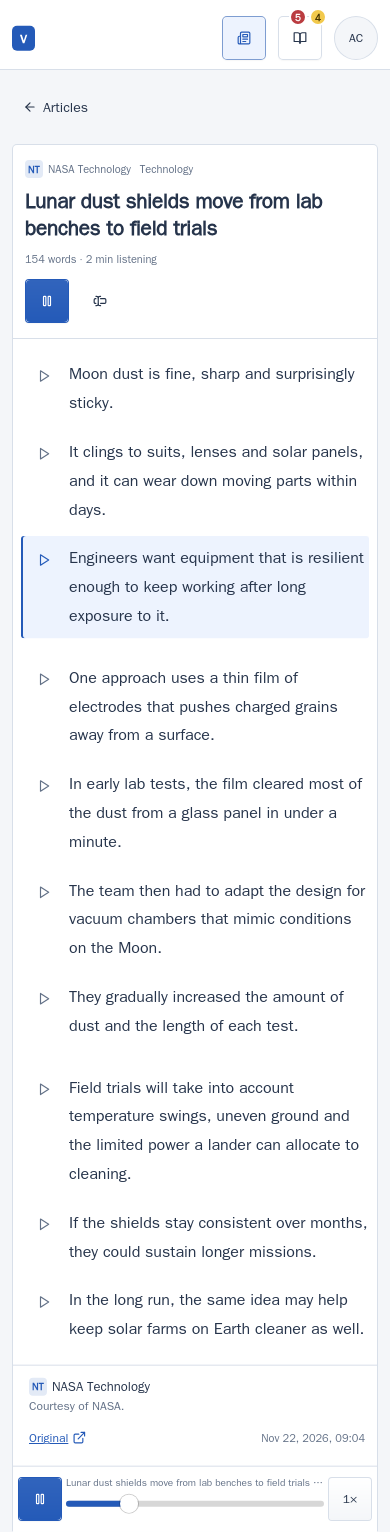 V
5
4
AC
Articles
NT NASA Technology Technology
Lunar dust shields move from lab
benches to field trials
154 words · 2 min listening
Moon dust is fine, sharp and surprisingly
sticky.
It clings to suits, lenses and solar panels,
and it can wear down moving parts within
days.
Engineers want equipment that is resilient
enough to keep working after long
exposure to it.
One approach uses a thin film of
electrodes that pushes charged grains
away from a surface.
In early lab tests, the film cleared most of
the dust from a glass panel in under a
minute.
The team then had to adapt the design for
vacuum chambers that mimic conditions
on the Moon.
They gradually increased the amount of
dust and the length of each test.
Field trials will take into account
temperature swings, uneven ground and
the limited power a lander can allocate to
cleaning.
If the shields stay consistent over months,
they could sustain longer missions.
In the long run, the same idea may help
keep solar farms on Earth cleaner as well.
NT NASA Technology
Courtesy of NASA.
Original Nov 22, 2026, 09:04
Lunar dust shields move from lab benches to field trials ···
1×